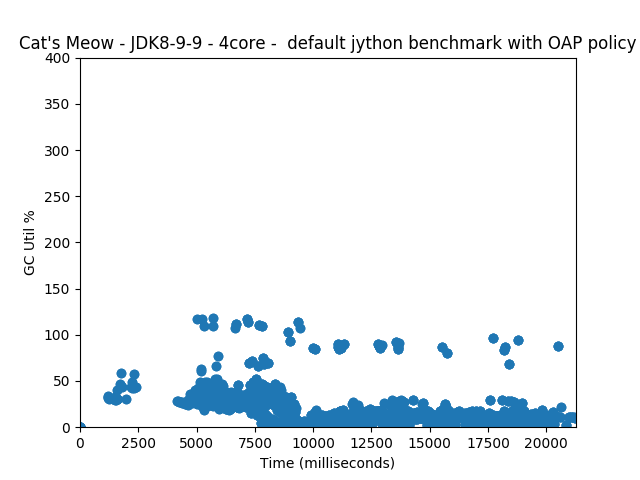 Cat's Meow - JDK8-9-9 - 4core -  default jython benchmark with OAP policy
400
350
300
250
200
150
100
50
0
GC Util %
0 2500 5000 7500 10000 12500 15000 17500 20000
Time (milliseconds)